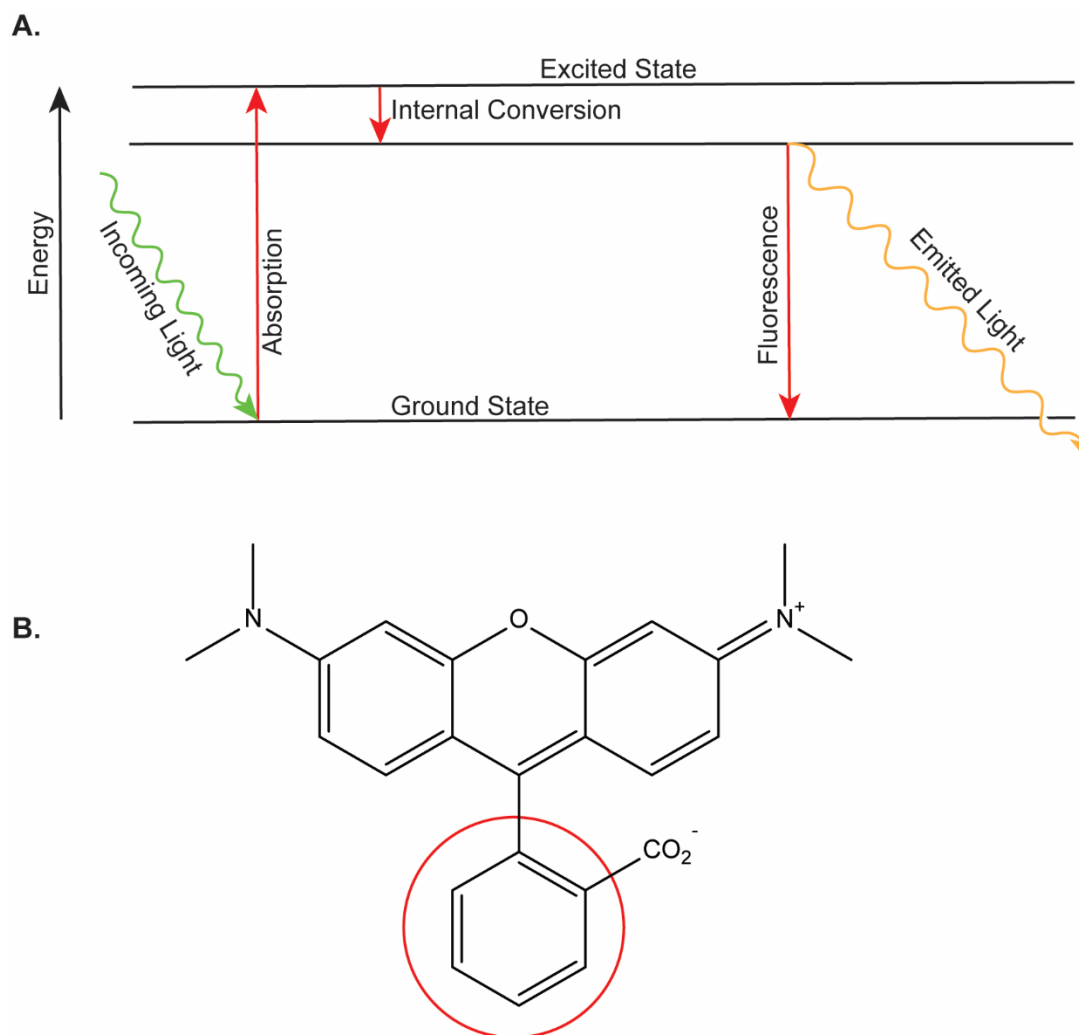 A.
Excited State
Internal Conversion
Energy
Incoming Light
Absorption
Fluorescence
Emitted Light
Ground State
B.
N
O
N+
CO2-